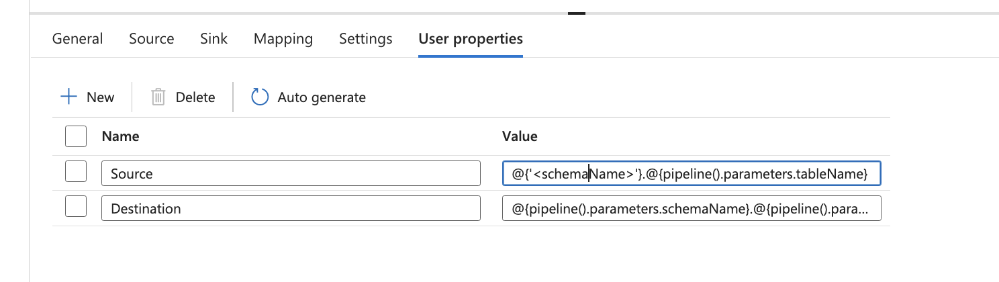 General Source Sink Mapping Settings User properties
New Delete Auto generate
Name Value
Source @{'<schemaName>'}.@{pipeline().parameters.tableName}
Destination @{pipeline().parameters.schemaName}.@{pipeline().para...